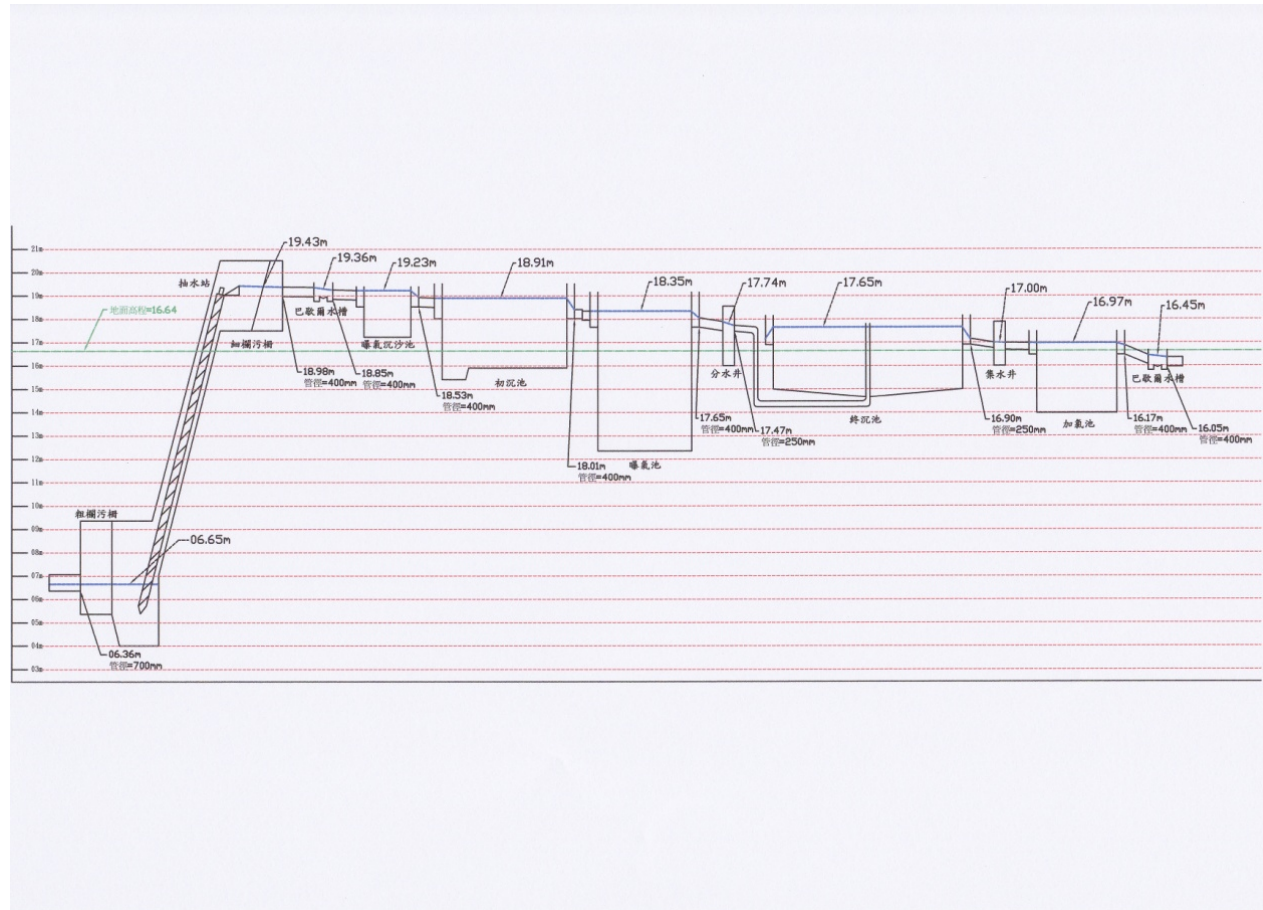 21m
20m
19m
18m
17m
16m
15m
14m
13m
12m
11m
10m
09m
08m
07m
06m
05m
04m
03m
地面高程=16.64
抽水站
19.43m
細欄污柵
18.98m
管徑=400mm
19.36m
巴歇爾水槽
18.85m
管徑=400mm
19.23m
曝氣沉沙池
18.53m
管徑=400mm
18.91m
初沉池
18.01m
管徑=400mm
18.35m
曝氣池
17.65m
管徑=400mm
17.74m
分水井
17.47m
管徑=250mm
17.65m
終沉池
16.90m
管徑=250mm
17.00m
集水井
16.97m
加氯池
16.17m
管徑=400mm
16.45m
巴歇爾水槽
16.05m
管徑=400mm
粗欄污柵
06.65m
06.36m
管徑=700mm